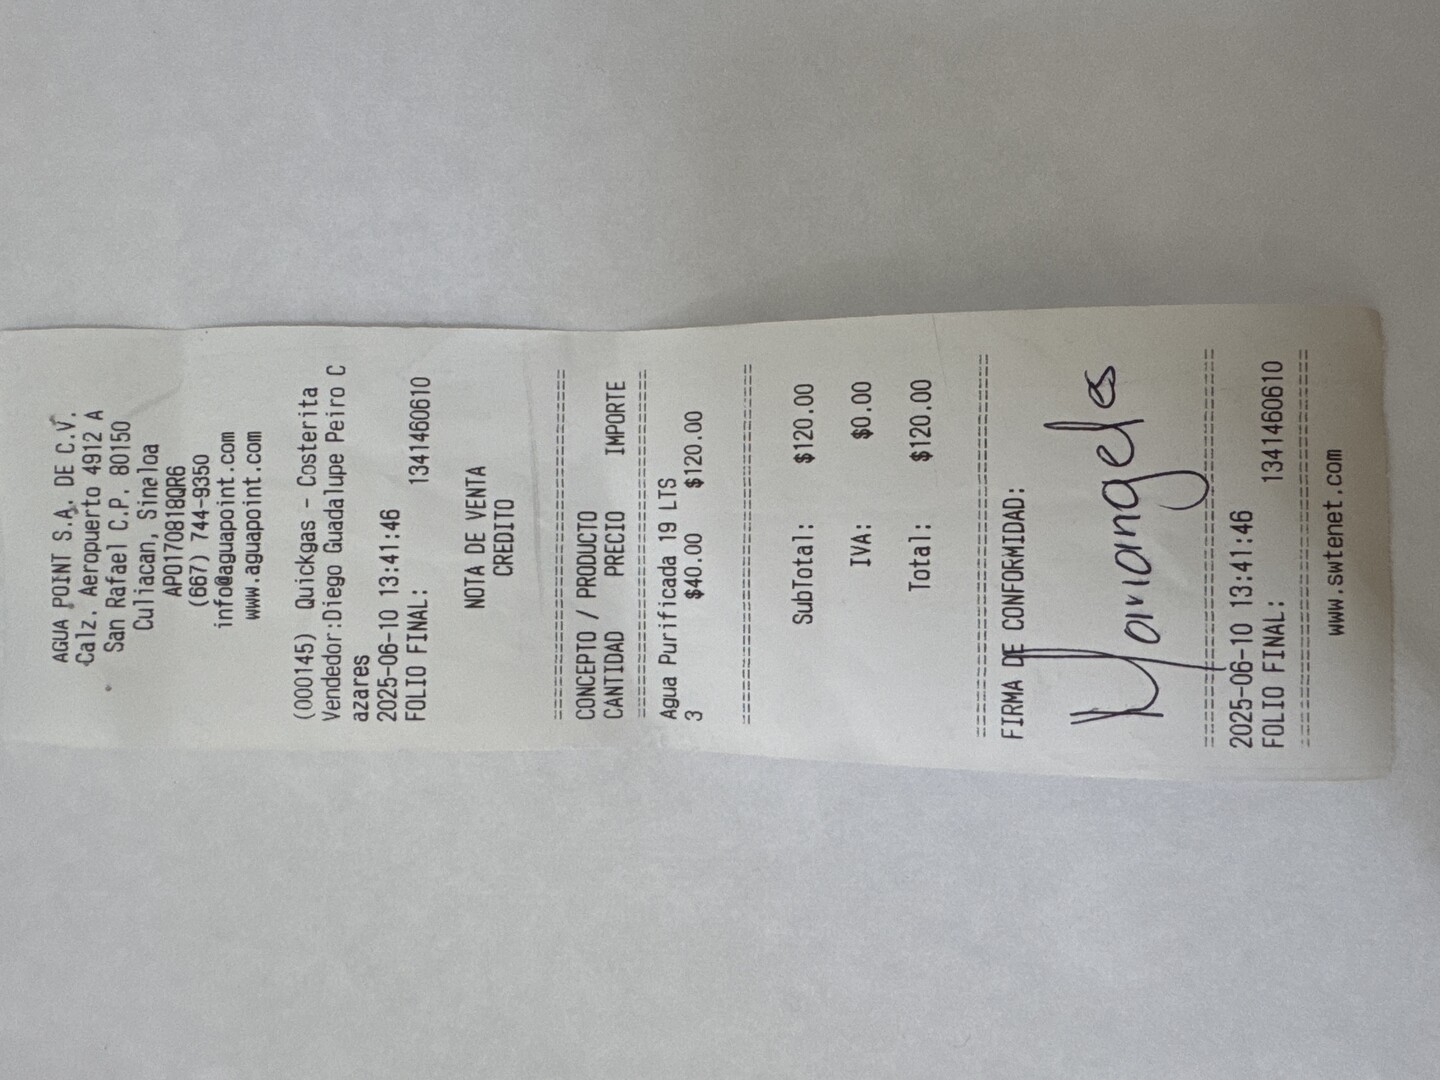 AGUA POINT S.A. DE C.V.
Calz. Aeropuerto 4912 A
San Rafael C.P. 80150
Culiacan, Sinaloa
APO170818QR6
(667) 744-9350
info@aguapoint.com
www.aguapoint.com
(000145) Quickgas - Costerita
Vendedor:Diego Guadalupe Peiro C
azares
2025-06-10 13:41:46
FOLIO FINAL: 1341460610
NOTA DE VENTA
CREDITO
================================
CONCEPTO / PRODUCTO
CANTIDAD PRECIO IMPORTE
================================
Agua Purificada 19 LTS
3 $40.00 $120.00
================================
SubTotal: $120.00
IVA: $0.00
Total: $120.00
================================
FIRMA DE CONFORMIDAD:
Mariangela
================================
2025-06-10 13:41:46
FOLIO FINAL: 1341460610
================================
www.swtenet.com